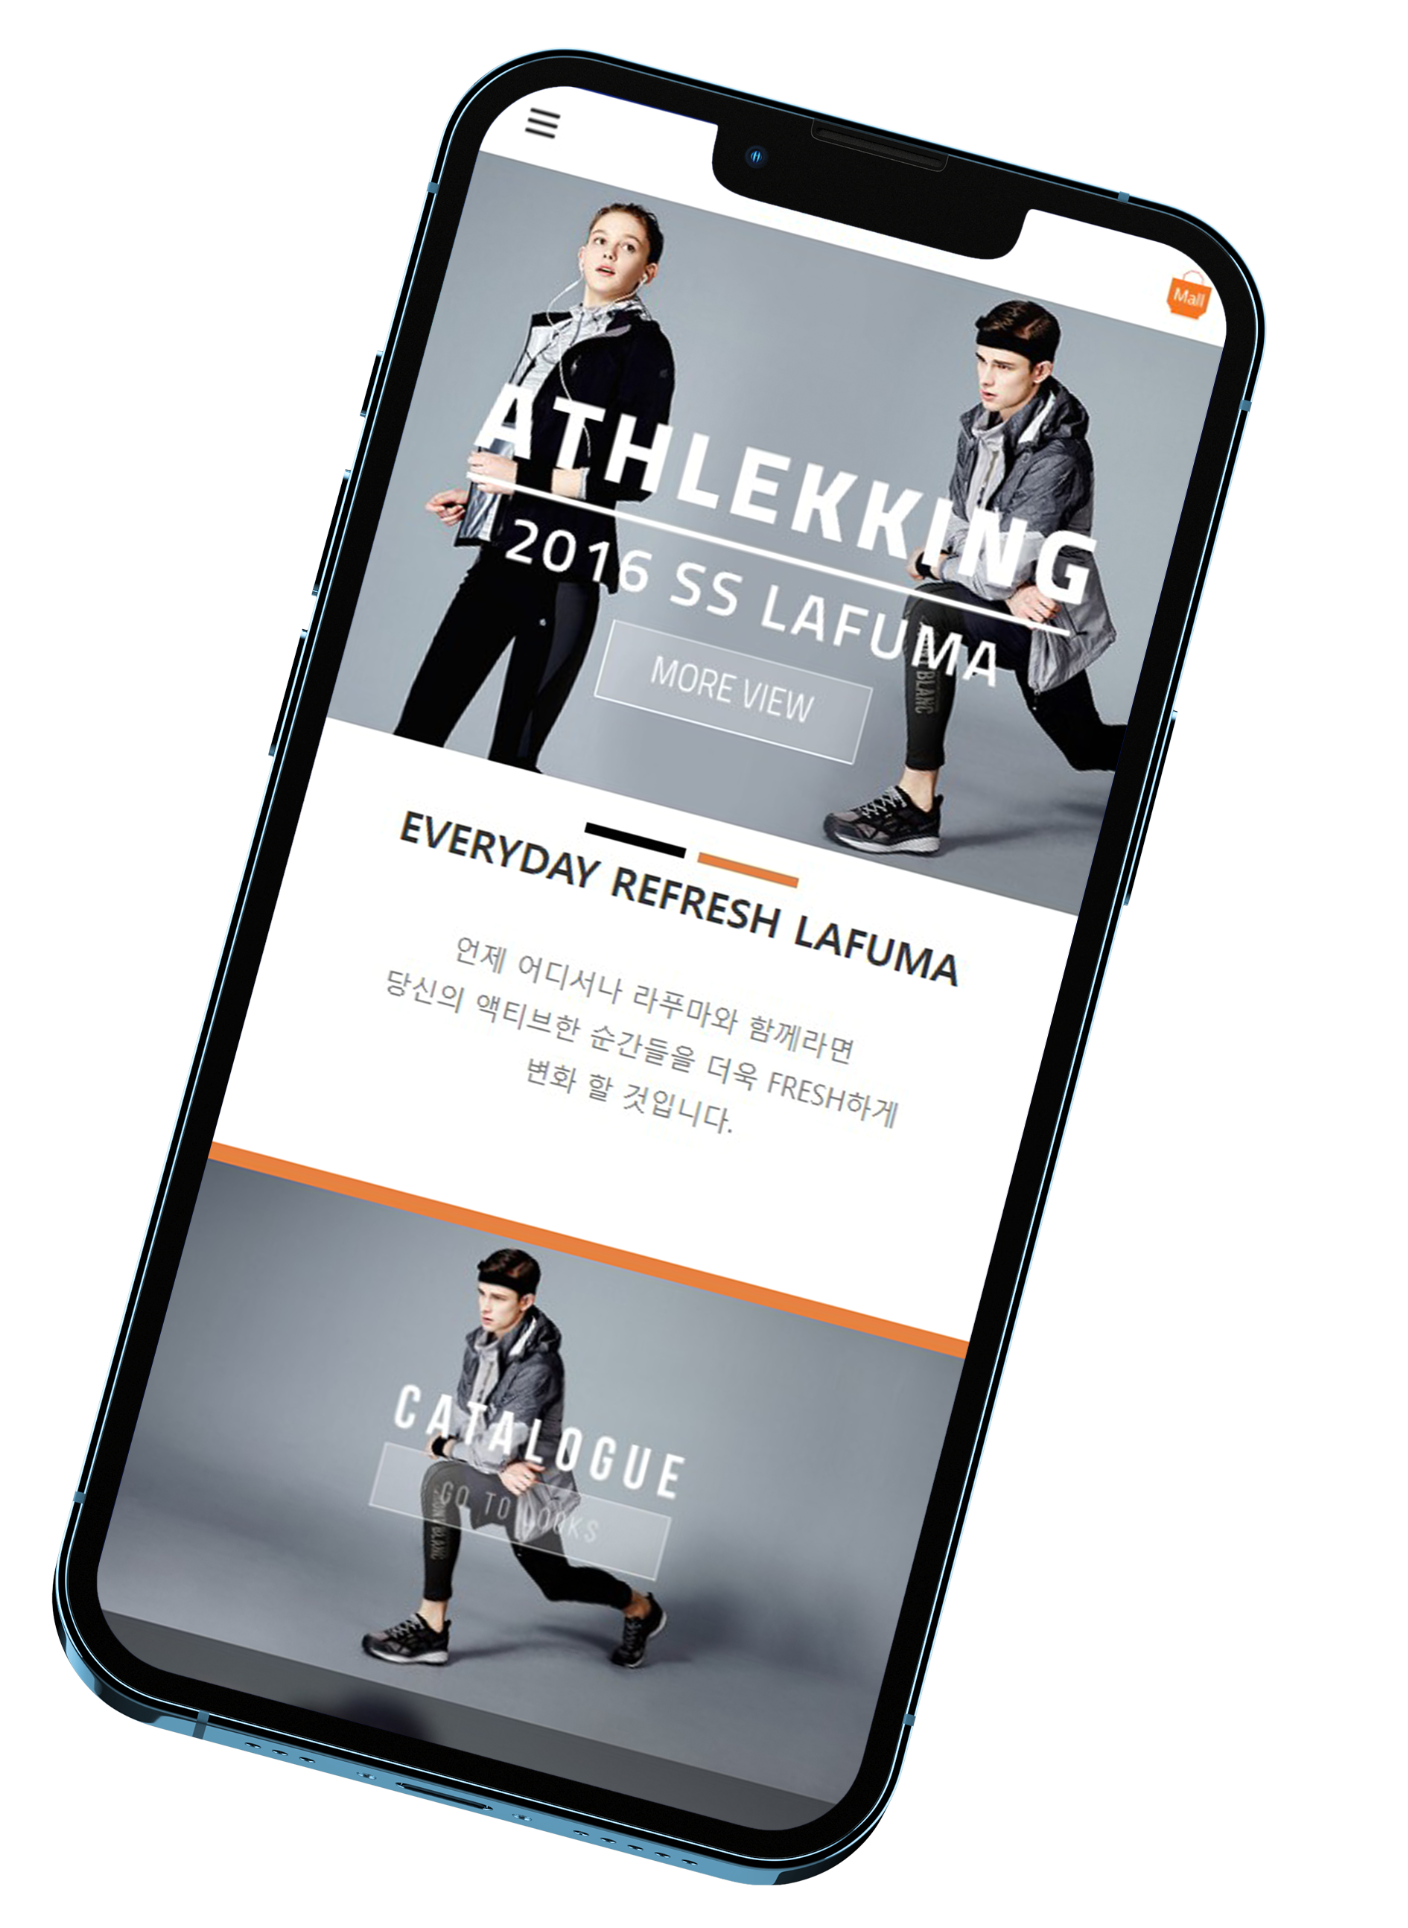 Mall
ATHLEKKING
2016 SS LAFUMA
MORE VIEW
EVERYDAY REFRESH LAFUMA
언제 어디서나 라푸마와 함께라면
당신의 액티브한 순간들을 더욱 FRESH하게
변화 할 것입니다.
CATALOGUE
GO TO LOOKS